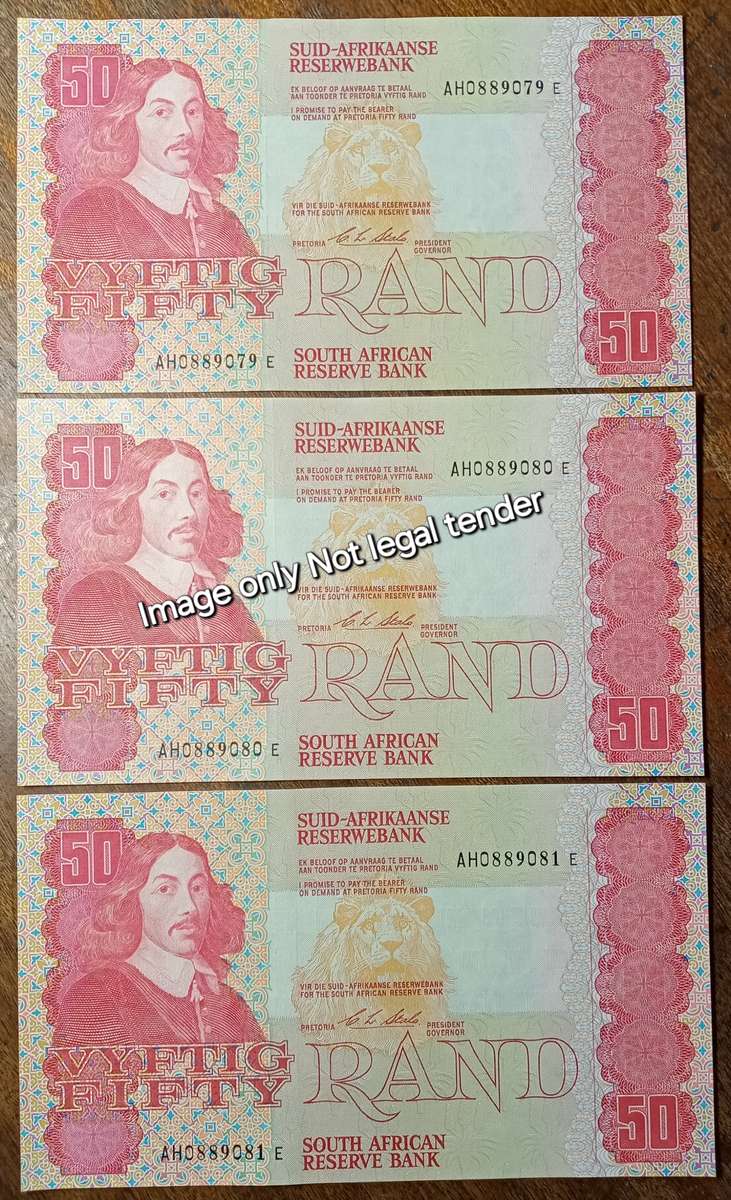 50
SUID-AFRIKAANSE
RESERWEBANK
EK BELOOF OP AANVRAAG TE BETAAL
AAN TOONDER TE PRETORIA VYFTIG RAND
AH0889079 E
I PROMISE TO PAY THE BEARER
ON DEMAND AT PRETORIA FIFTY RAND
VIR DIE SUID-AFRIKAANSE RESERWEBANK
FOR THE SOUTH AFRICAN RESERVE BANK
PRETORIA C L Stals PRESIDENT
GOVERNOR
VYFTIG
FIFTY
RAND
50
AH0889079 E
SOUTH AFRICAN
RESERVE BANK
50
SUID-AFRIKAANSE
RESERWEBANK
EK BELOOF OP AANVRAAG TE BETAAL
AAN TOONDER TE PRETORIA VYFTIG RAND
AH0889080 E
I PROMISE TO PAY THE BEARER
ON DEMAND AT PRETORIA FIFTY RAND
Image only Not legal tender
VIR DIE SUID-AFRIKAANSE RESERWEBANK
FOR THE SOUTH AFRICAN RESERVE BANK
PRETORIA C L Stals PRESIDENT
GOVERNOR
VYFTIG
FIFTY
RAND
50
AH0889080 E
SOUTH AFRICAN
RESERVE BANK
50
SUID-AFRIKAANSE
RESERWEBANK
EK BELOOF OP AANVRAAG TE BETAAL
AAN TOONDER TE PRETORIA VYFTIG RAND
AH0889081 E
I PROMISE TO PAY THE BEARER
ON DEMAND AT PRETORIA FIFTY RAND
VIR DIE SUID-AFRIKAANSE RESERWEBANK
FOR THE SOUTH AFRICAN RESERVE BANK
PRETORIA C L Stals PRESIDENT
GOVERNOR
VYFTIG
FIFTY
RAND
50
AH0889081 E
SOUTH AFRICAN
RESERVE BANK